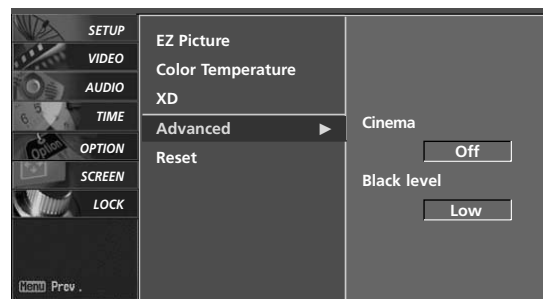 SETUP
VIDEO
AUDIO
TIME
OPTION
SCREEN
LOCK
Menu Prev.
EZ Picture
Color Temperature
XD
Advanced ▶
Reset
Cinema
Off
Black level
Low